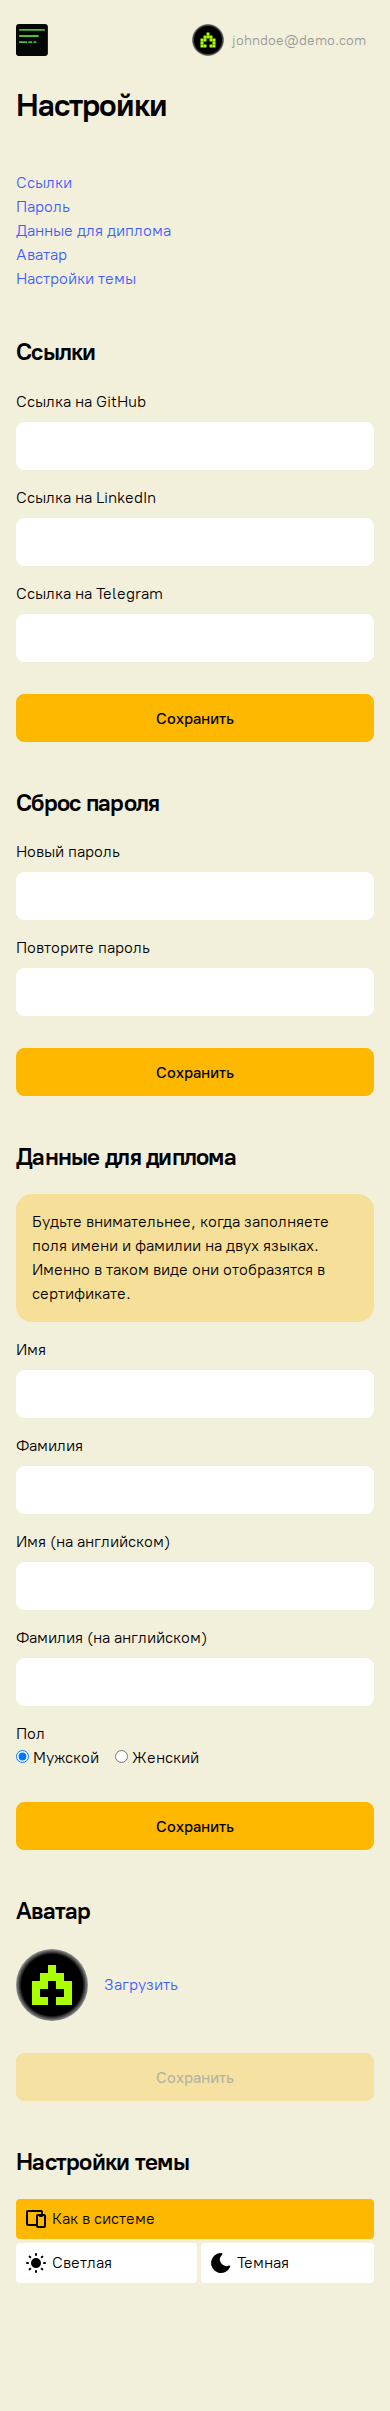 johndoe@demo.com
Настройки
Ссылки
Пароль
Данные для диплома
Аватар
Настройки темы
Ссылки
Ссылка на GitHub
Ссылка на LinkedIn
Ссылка на Telegram
Сохранить
Сброс пароля
Новый пароль
Повторите пароль
Сохранить
Данные для диплома
Будьте внимательнее, когда заполняете
поля имени и фамилии на двух языках.
Именно в таком виде они отобразятся в
сертификате.
Имя
Фамилия
Имя (на английском)
Фамилия (на английском)
Пол
Мужской Женский
Сохранить
Аватар
Загрузить
Сохранить
Настройки темы
Как в системе
Светлая Темная